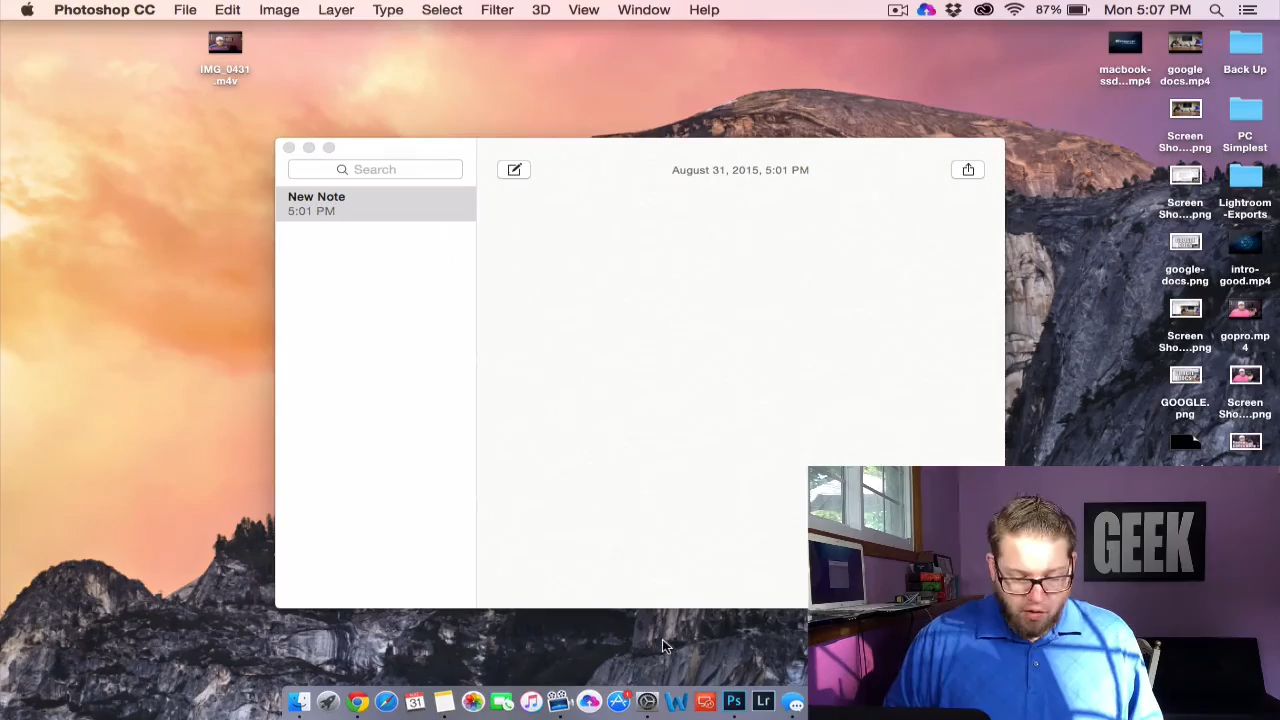 Photoshop CC File Edit Image Layer Type Select Filter 3D View Window Help 87% Mon 5:07 PM
IMG_0431
.m4v
macbook-
ssd...mp4
google
docs.mp4
Back Up
Screen
Sho....png
PC
Simplest
Screen
Sho....png
Lightroom
-Exports
google-
docs.png
intro-
good.mp4
Screen
Sho....png
gopro.mp
4
GOOGLE.
png
Screen
Sho....png
Search
New Note
5:01 PM
August 31, 2015, 5:01 PM
GEEK
31
Ps
Lr